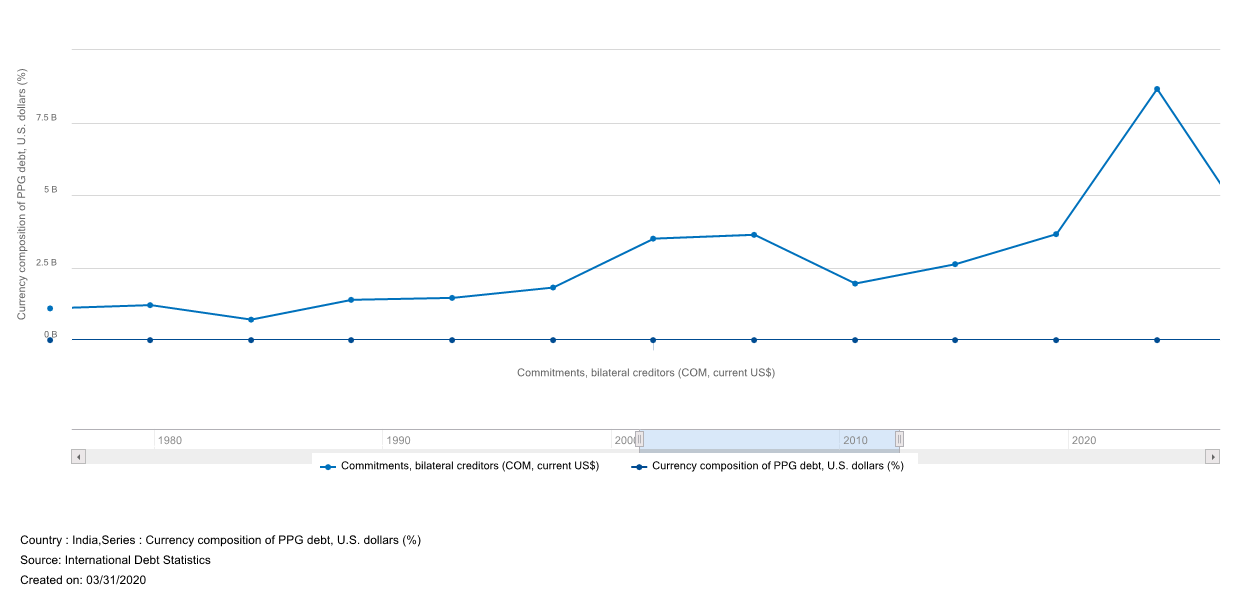 Currency composition of PPG debt, U.S. dollars (%)
7.5 B
5 B
2.5 B
0 B
Commitments, bilateral creditors (COM, current US$)
1980 1990 2000 2010 2020
Commitments, bilateral creditors (COM, current US$) Currency composition of PPG debt, U.S. dollars (%)
Country : India,Series : Currency composition of PPG debt, U.S. dollars (%)
Source: International Debt Statistics
Created on: 03/31/2020